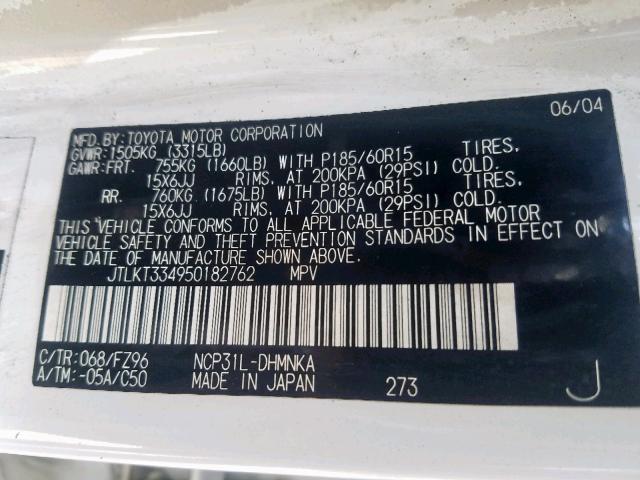 06/04
MFD.BY:TOYOTA MOTOR CORPORATION
GVWR:1505KG (3315LB)
GAWR:FRT. 755KG (1660LB) WITH P185/60R15 TIRES,
15X6JJ RIMS, AT 200KPA (29PSI) COLD.
RR. 760KG (1675LB) WITH P185/60R15 TIRES,
15X6JJ RIMS, AT 200KPA (29PSI) COLD.
THIS VEHICLE CONFORMS TO ALL APPLICABLE FEDERAL MOTOR
VEHICLE SAFETY AND THEFT PREVENTION STANDARDS IN EFFECT ON
THE DATE OF MANUFACTURE SHOWN ABOVE.
JTLKT334950182762 MPV
C/TR:068/FZ96 NCP31L-DHMNKA
A/TM:-05A/C50 MADE IN JAPAN 273 J